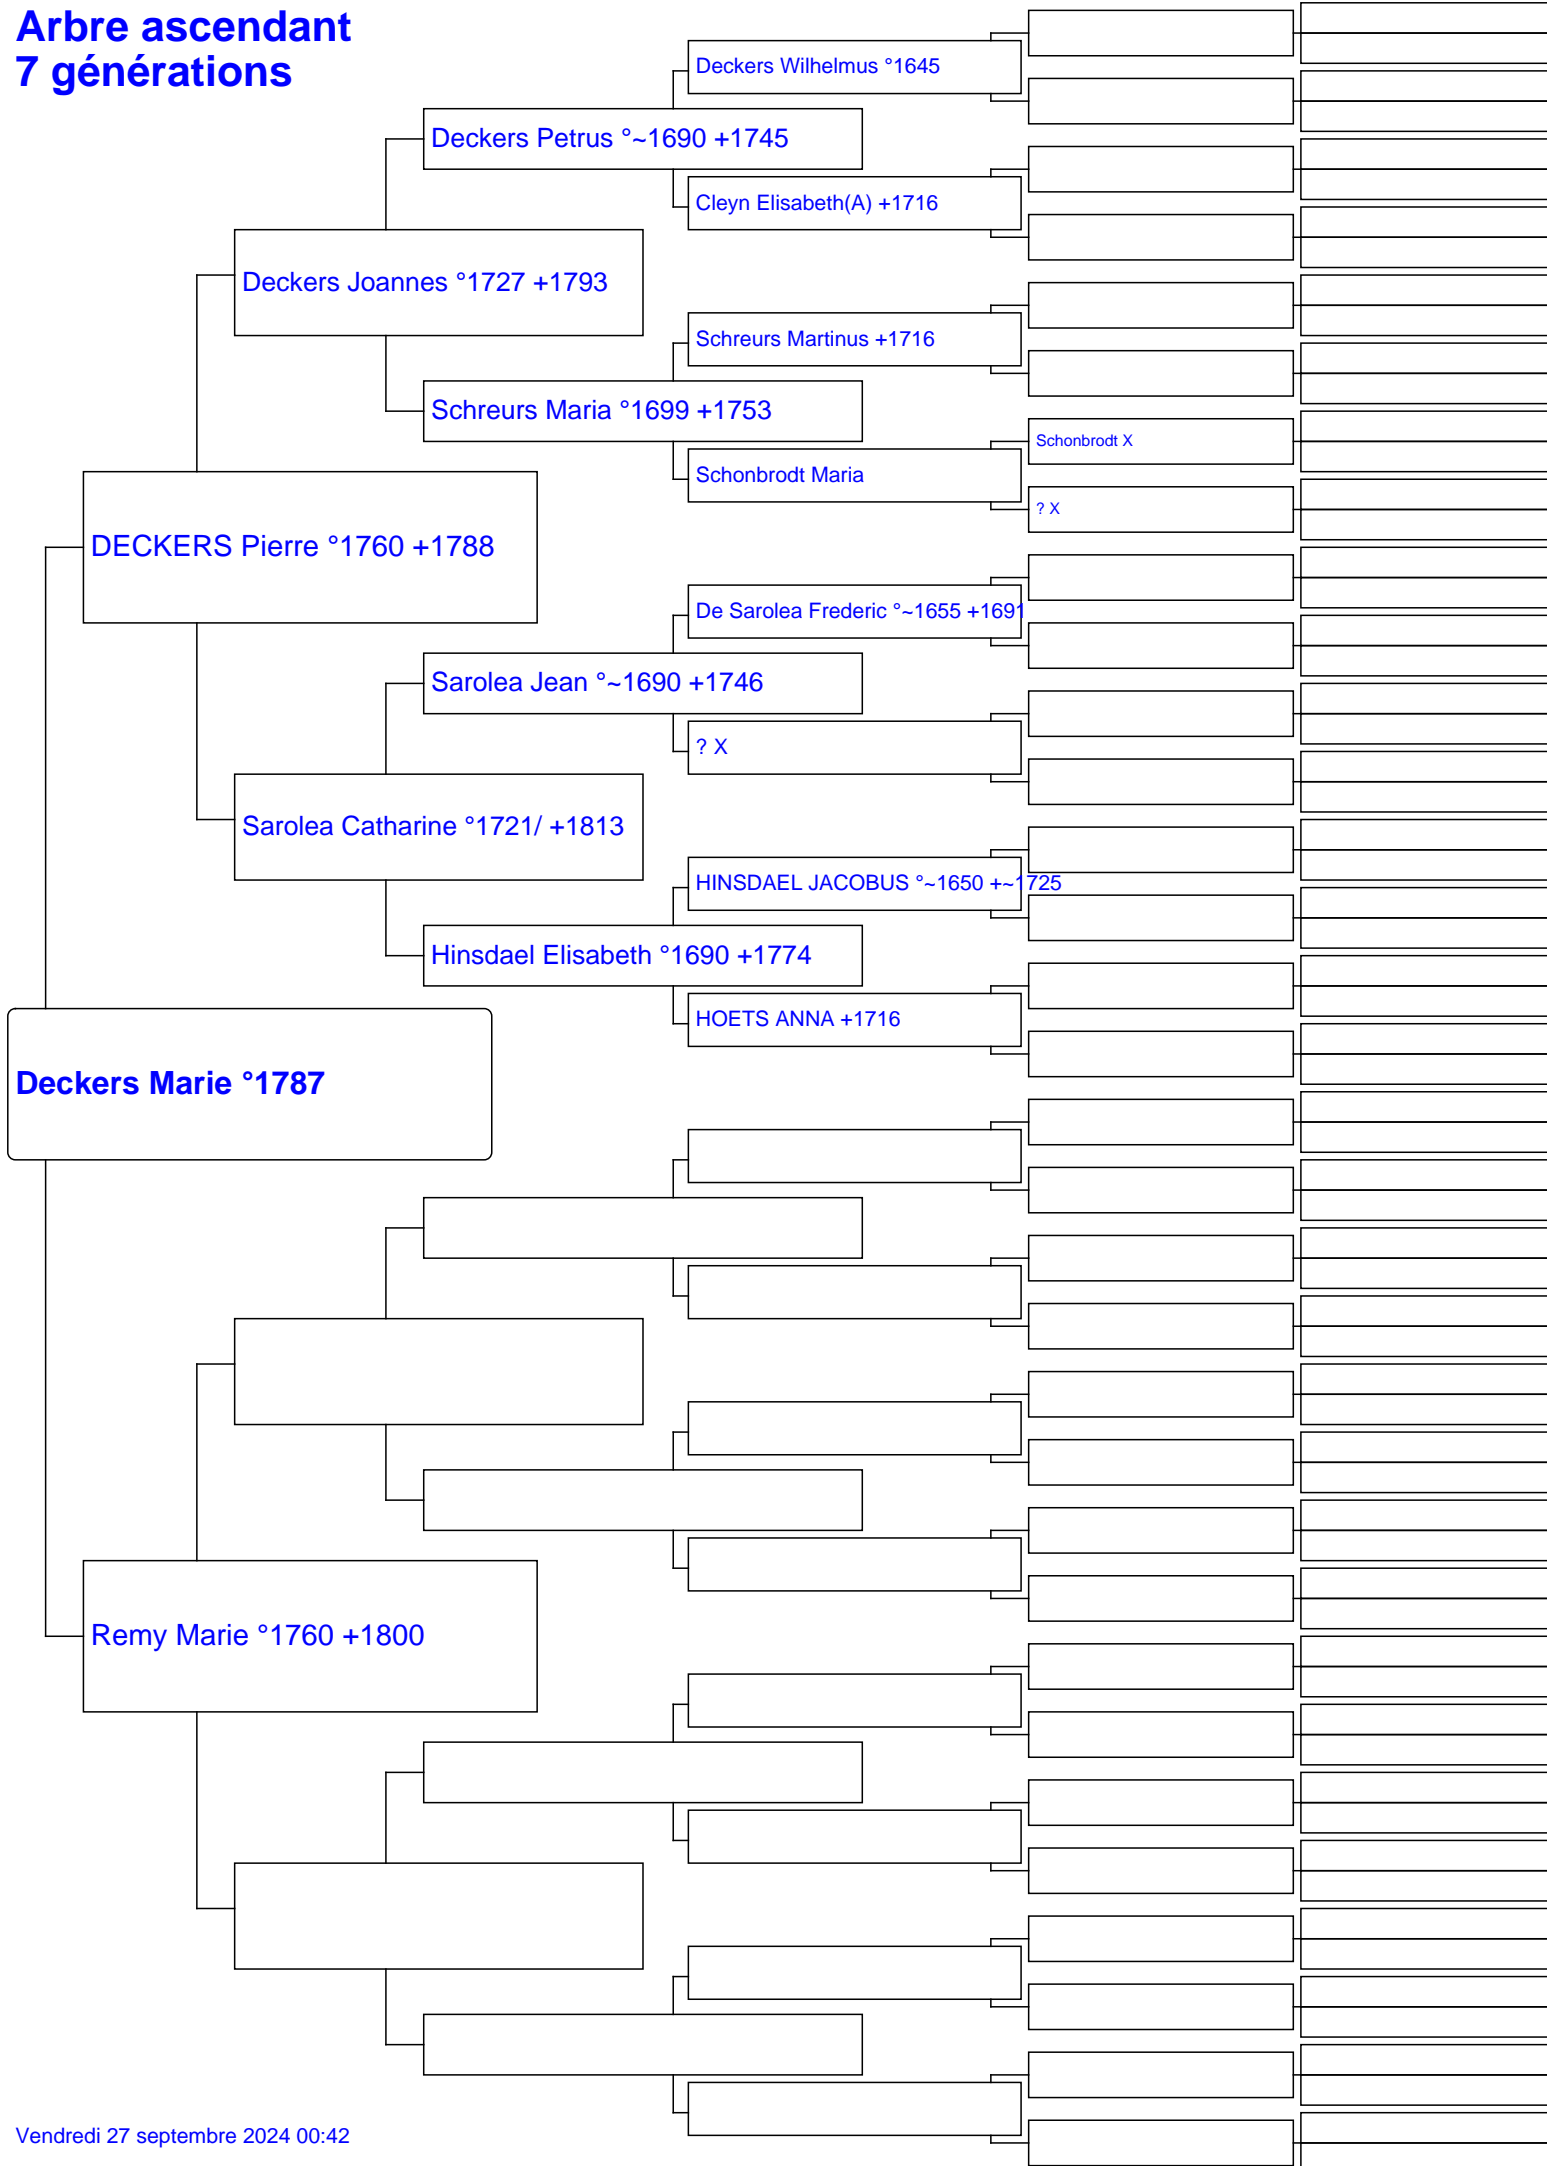 Arbre ascendant
7 générations
Deckers Wilhelmus °1645
Deckers Petrus °~1690 +1745
Cleyn Elisabeth(A) +1716
Deckers Joannes °1727 +1793
Schreurs Martinus +1716
Schreurs Maria °1699 +1753
Schonbrodt X
Schonbrodt Maria
? X
DECKERS Pierre °1760 +1788
De Sarolea Frederic °~1655 +1691
Sarolea Jean °~1690 +1746
? X
Sarolea Catharine °1721/ +1813
HINSDAEL JACOBUS °~1650 +~1725
Hinsdael Elisabeth °1690 +1774
HOETS ANNA +1716
Deckers Marie °1787
Remy Marie °1760 +1800
Vendredi 27 septembre 2024 00:42